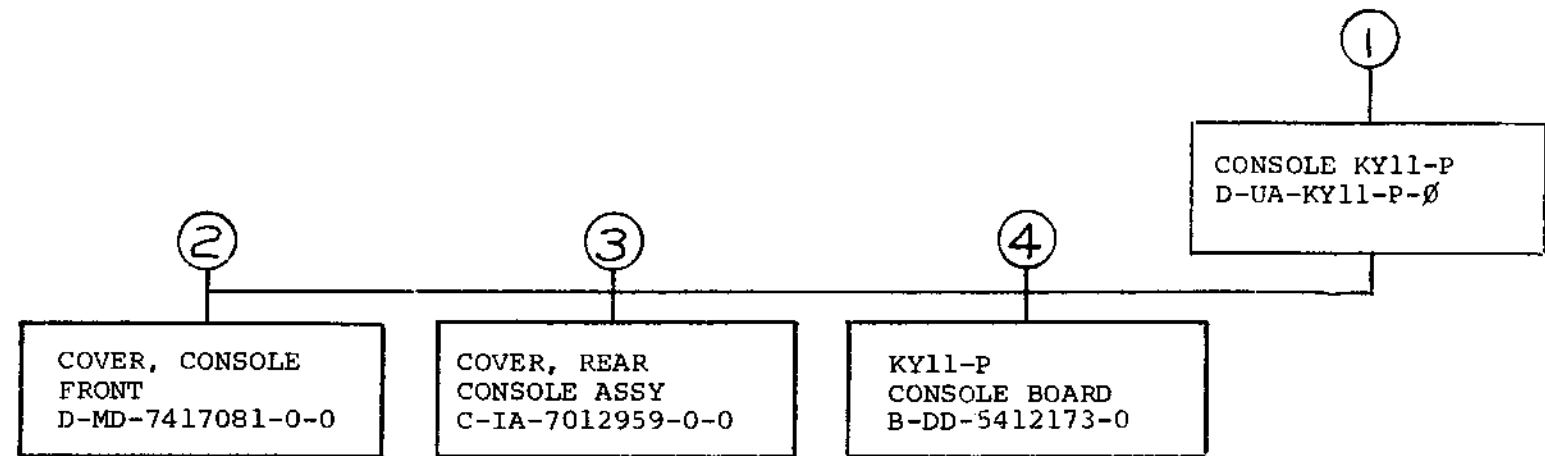 1
CONSOLE KY11-P
D-UA-KY11-P-Ø
2
3
4
COVER, CONSOLE
FRONT
D-MD-7417081-0-0
COVER, REAR
CONSOLE ASSY
C-IA-7012959-0-0
KY11-P
CONSOLE BOARD
B-DD-5412173-0